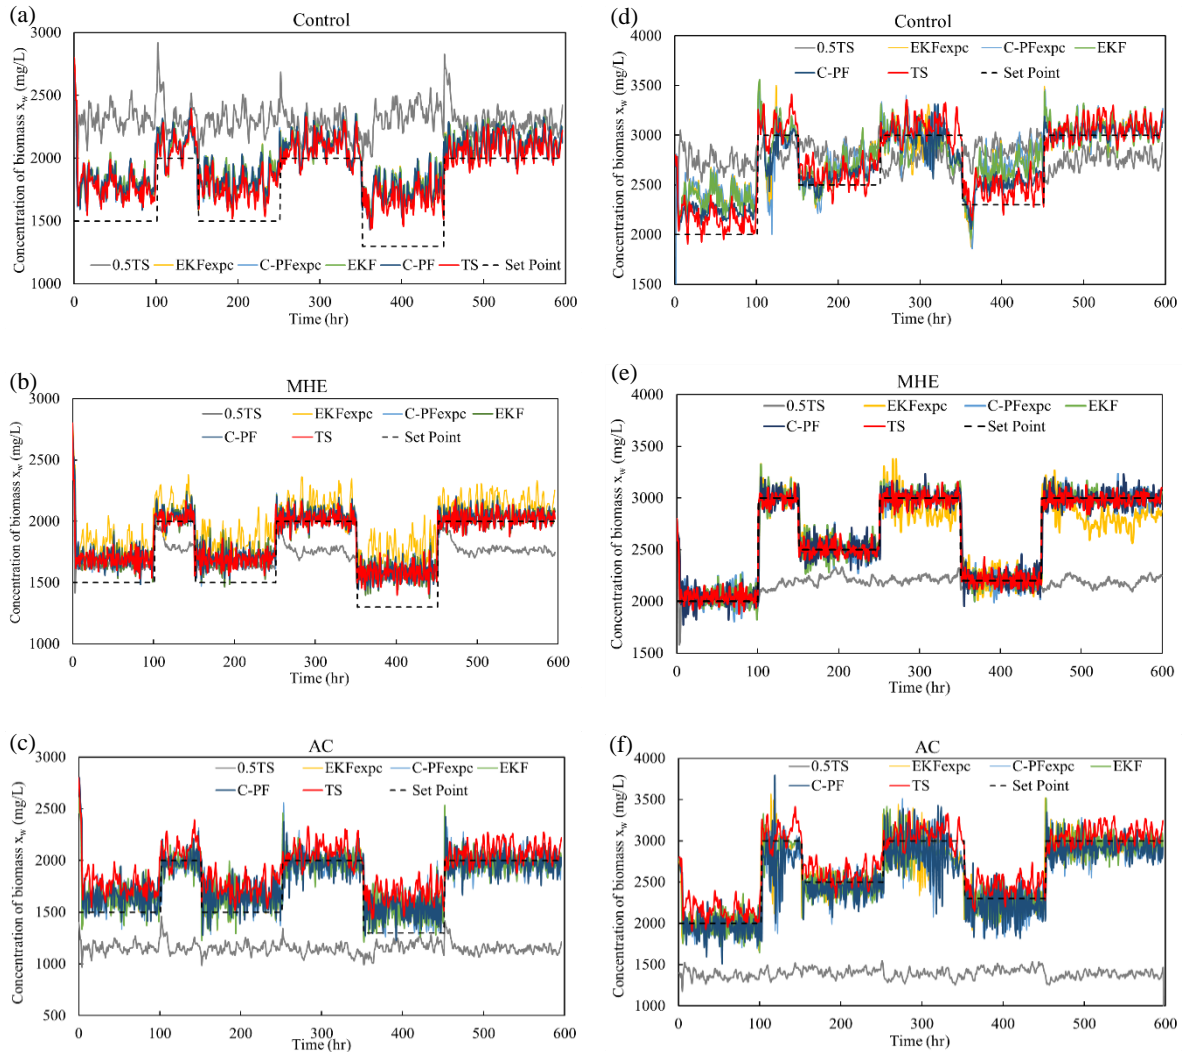 (a)
Control
Concentration of biomass xw (mg/L)
3000
2500
2000
1500
1000
0.5TS EKFexpc C-PFexpc EKF C-PF TS Set Point
0 100 200 300 400 500 600
Time (hr)
(d)
Control
Concentration of biomass xw (mg/L)
4000
3500
3000
2500
2000
1500
0.5TS EKFexpc C-PFexpc EKF
C-PF TS Set Point
0 100 200 300 400 500 600
Time (hr)
(b)
MHE
Concentration of biomass xw (mg/L)
3000
2500
2000
1500
1000
0.5TS EKFexpc C-PFexpc EKF
C-PF TS Set Point
0 100 200 300 400 500 600
Time (hr)
(e)
MHE
Concentration of biomass xw (mg/L)
4000
3500
3000
2500
2000
1500
0.5TS EKFexpc C-PFexpc EKF
C-PF TS Set Point
0 100 200 300 400 500 600
Time (hr)
(c)
AC
Concentration of biomass xw (mg/L)
3000
2500
2000
1500
1000
500
0.5TS EKFexpc C-PFexpc EKF
C-PF TS Set Point
0 100 200 300 400 500 600
Time (hr)
(f)
AC
Concentration of biomass xw (mg/L)
4000
3500
3000
2500
2000
1500
1000
0.5TS EKFexpc C-PFexpc EKF
C-PF TS Set Point
0 100 200 300 400 500 600
Time (hr)